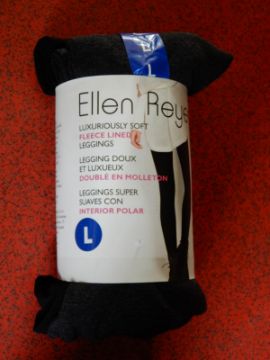 L
Ellen Reye
LUXURIOUSLY SOFT
FLEECE LINED
LEGGINGS
LEGGING DOUX
ET LUXUEUX
DOUBLÉ EN MOLLETON
LEGGINGS SUPER
SUAVES CON
INTERIOR POLAR
L